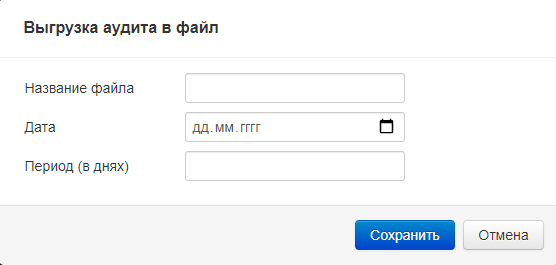 Выгрузка аудита в файл
Название файла
Дата дд.мм.гггг
Период (в днях)
Сохранить Отмена